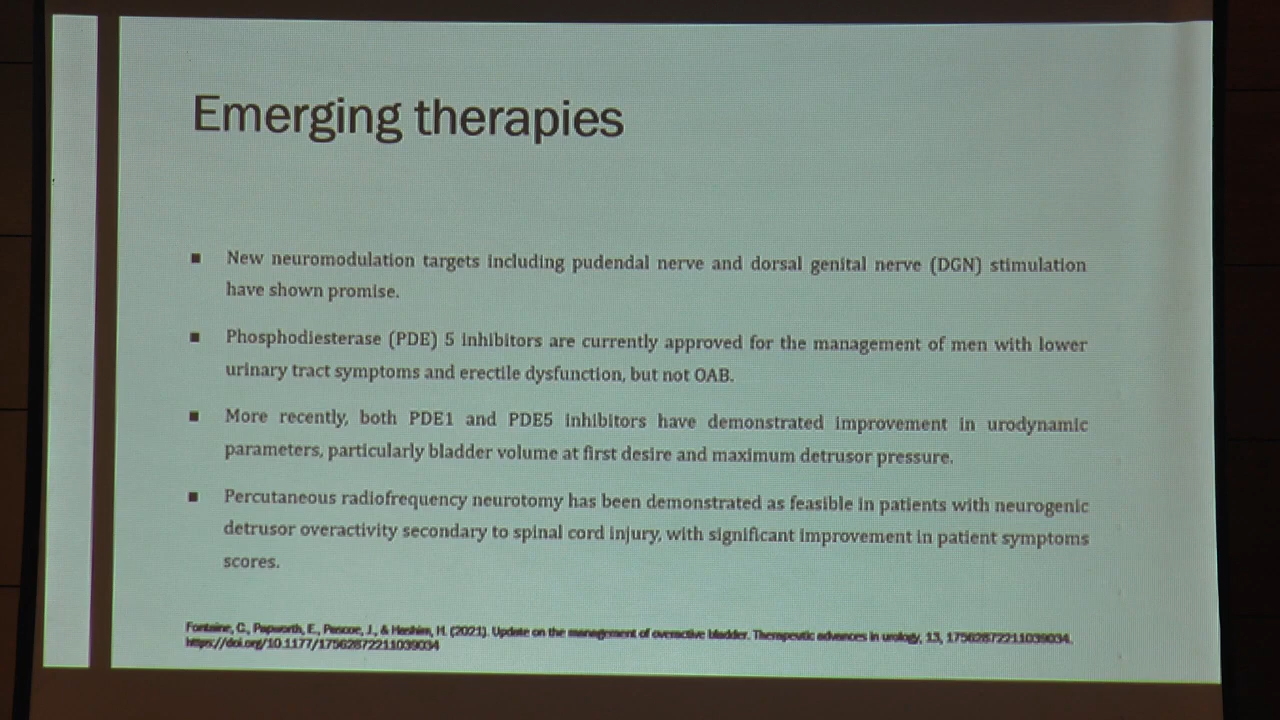 Emerging therapies
■ New neuromodulation targets including pudendal nerve and dorsal genital nerve (DGN) stimulation
have shown promise.
■ Phosphodiesterase (PDE) 5 inhibitors are currently approved for the management of men with lower
urinary tract symptoms and erectile dysfunction, but not OAB.
■ More recently, both PDE1 and PDE5 inhibitors have demonstrated improvement in urodynamic
parameters, particularly bladder volume at first desire and maximum detrusor pressure.
■ Percutaneous radiofrequency neurotomy has been demonstrated as feasible in patients with neurogenic
detrusor overactivity secondary to spinal cord injury, with significant improvement in patient symptoms
scores.
Fontaine, C., Papworth, E., Pascoe, J., & Hashim, H. (2021). Update on the management of overactive bladder. Therapeutic advances in urology, 13, 17562872211039034.
https://doi.org/10.1177/17562872211039034